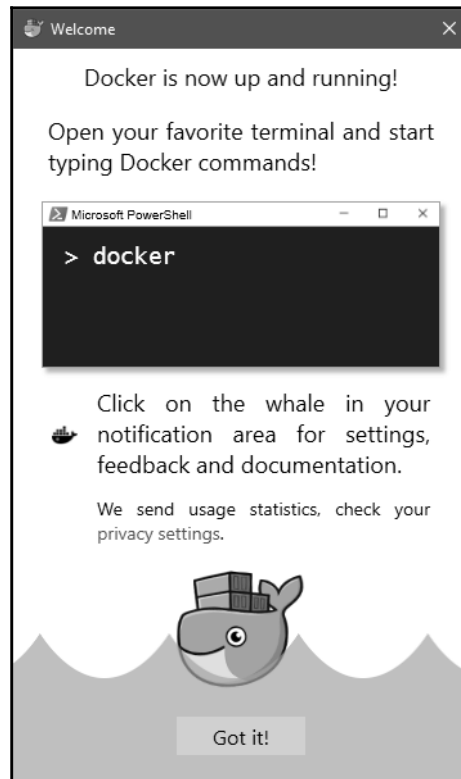 Welcome
Docker is now up and running!
Open your favorite terminal and start
typing Docker commands!
Microsoft PowerShell
> docker
Click on the whale in your
notification area for settings,
feedback and documentation.
We send usage statistics, check your
privacy settings.
Got it!